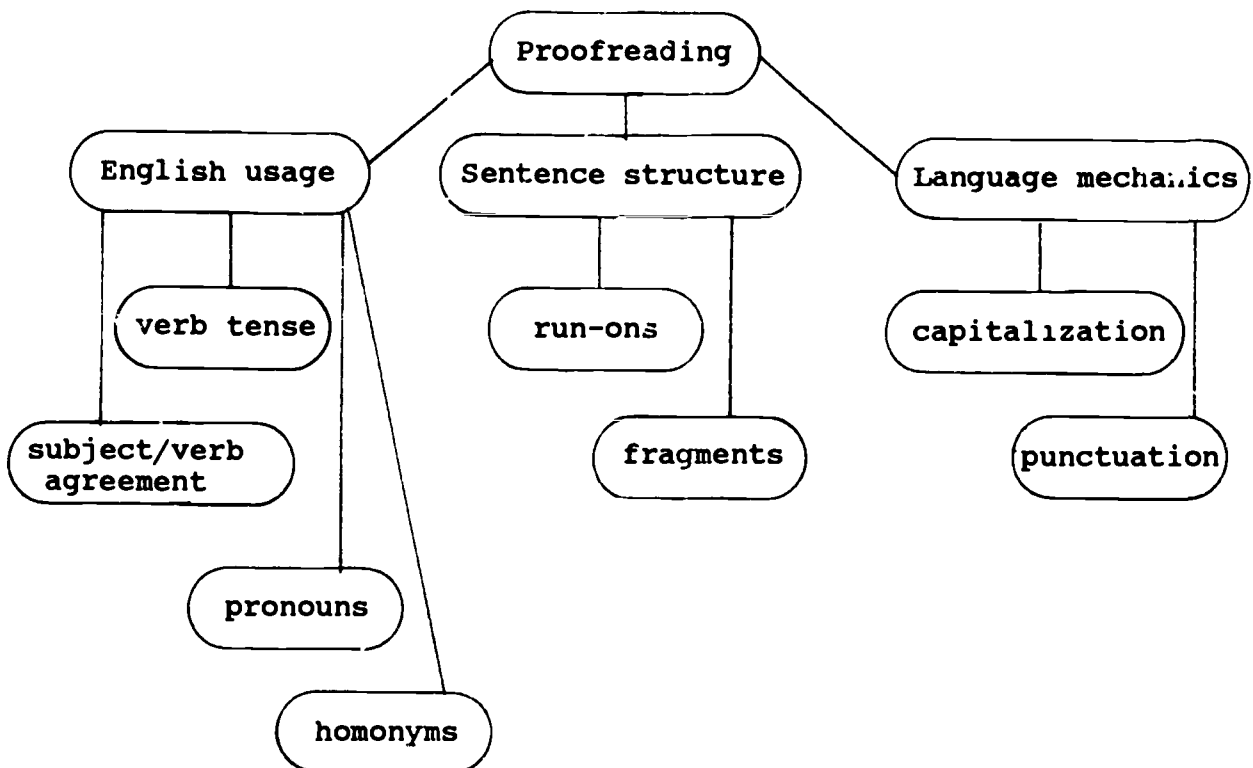 Proofreading
English usage
Sentence structure
Language mechanics
verb tense
run-ons
capitalization
subject/verb
agreement
fragments
punctuation
pronouns
homonyms